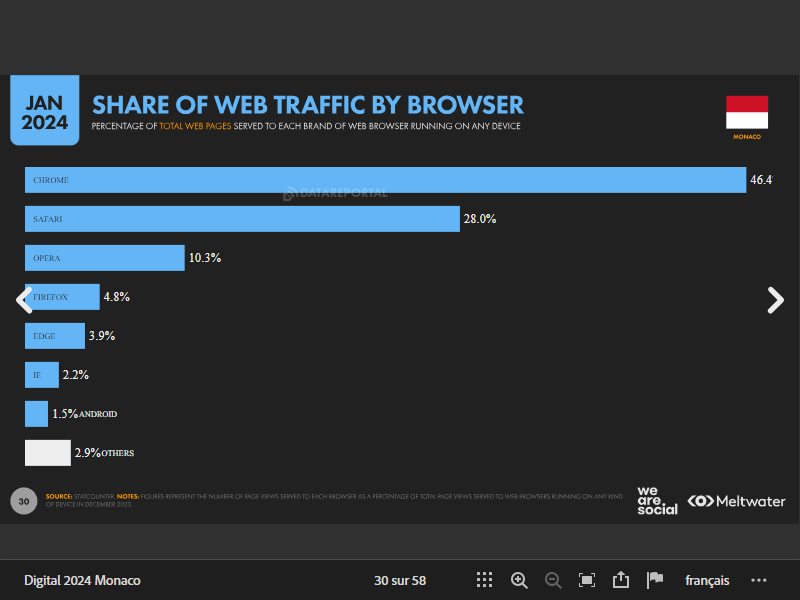 JAN
2024
SHARE OF WEB TRAFFIC BY BROWSER
PERCENTAGE OF TOTAL WEB PAGES SERVED TO EACH BRAND OF WEB BROWSER RUNNING ON ANY DEVICE
MONACO
DATAREPORTAL
CHROME 46.4
SAFARI 28.0%
OPERA 10.3%
FIREFOX 4.8%
EDGE 3.9%
IE 2.2%
1.5% ANDROID
2.9% OTHERS
30
SOURCE: STATCOUNTER. NOTES: FIGURES REPRESENT THE NUMBER OF PAGE VIEWS SERVED TO EACH BROWSER AS A PERCENTAGE OF TOTAL PAGE VIEWS SERVED TO WEB BROWSERS RUNNING ON ANY KIND
OF DEVICE IN DECEMBER 2023.
we
are
social
Meltwater
Digital 2024 Monaco
30 sur 58
français